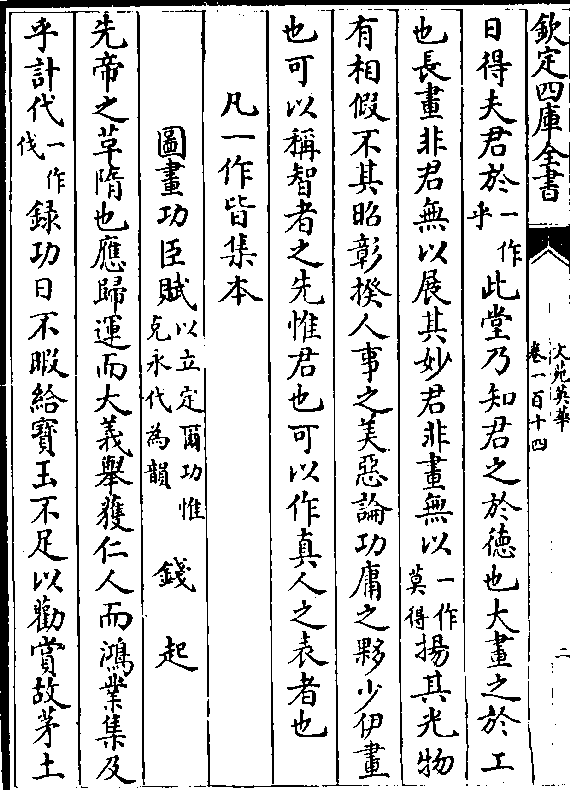 欽定四庫全書
文苑英華
卷一百十四
二
日得夫君於一作乎此堂乃知君之於徳也大畫之於工
也長畫非君無以展其妙君非畫無以一作莫得揚其光物
有相假不其昭彰揆人事之美惡論功庸之夥少伊畫
也可以稱智者之先惟君也可以作真人之表者也
凡一作皆集本
圖畫功臣賦以立定爾功惟克永代為韻 錢起
先帝之草隋也應歸運而大義舉獲仁人而鴻業集及
乎計代一作伐録功日不暇給寳玉不足以勸賞故茅土